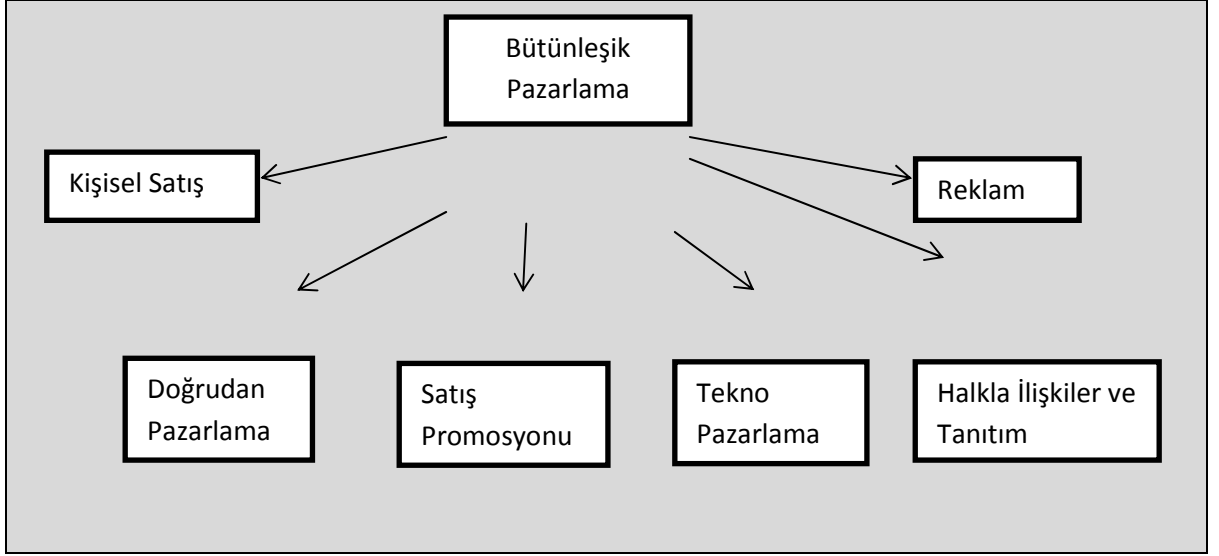 Bütünleşik
Pazarlama
Kişisel Satış
Reklam
Doğrudan
Pazarlama
Satış
Promosyonu
Tekno
Pazarlama
Halkla İlişkiler ve
Tanıtım